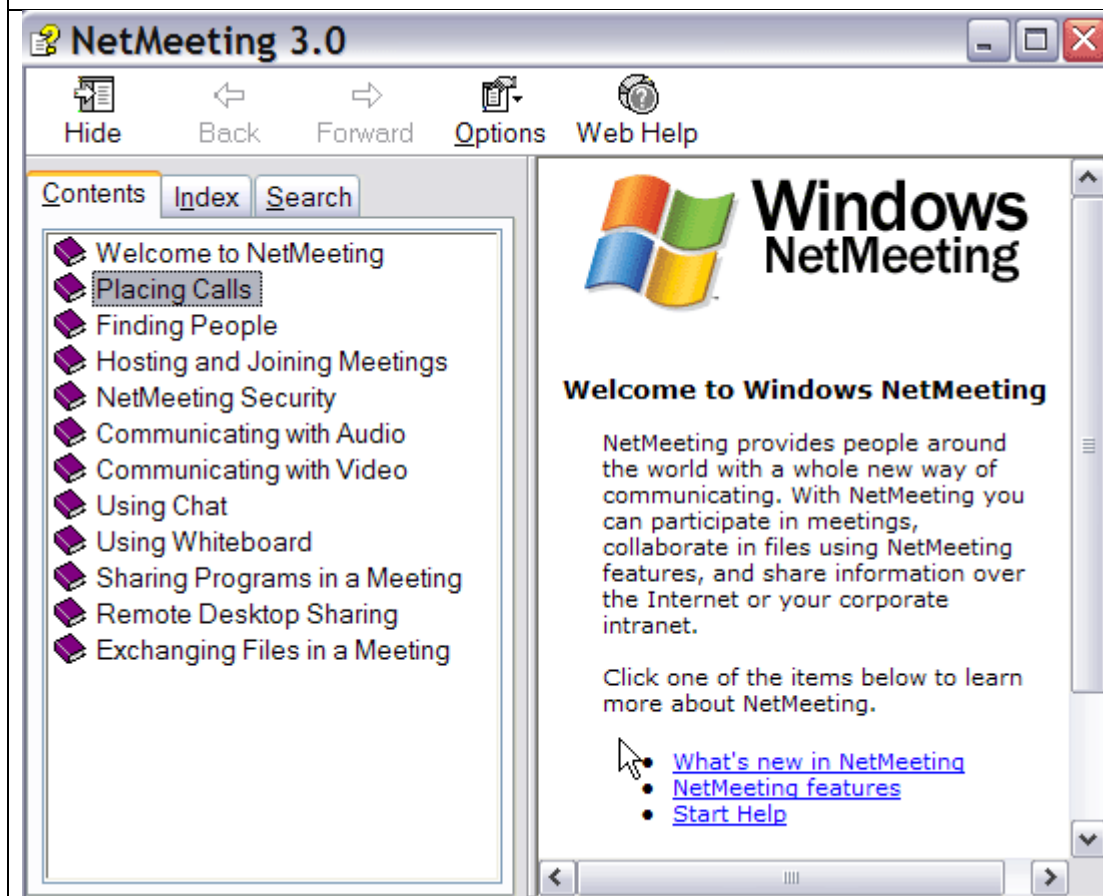 NetMeeting 3.0
Hide Back Forward Options Web Help
Contents Index Search
Welcome to NetMeeting
Placing Calls
Finding People
Hosting and Joining Meetings
NetMeeting Security
Communicating with Audio
Communicating with Video
Using Chat
Using Whiteboard
Sharing Programs in a Meeting
Remote Desktop Sharing
Exchanging Files in a Meeting
Windows
NetMeeting
Welcome to Windows NetMeeting
NetMeeting provides people around
the world with a whole new way of
communicating. With NetMeeting you
can participate in meetings,
collaborate in files using NetMeeting
features, and share information over
the Internet or your corporate
intranet.
Click one of the items below to learn
more about NetMeeting.
• What's new in NetMeeting
• NetMeeting features
• Start Help